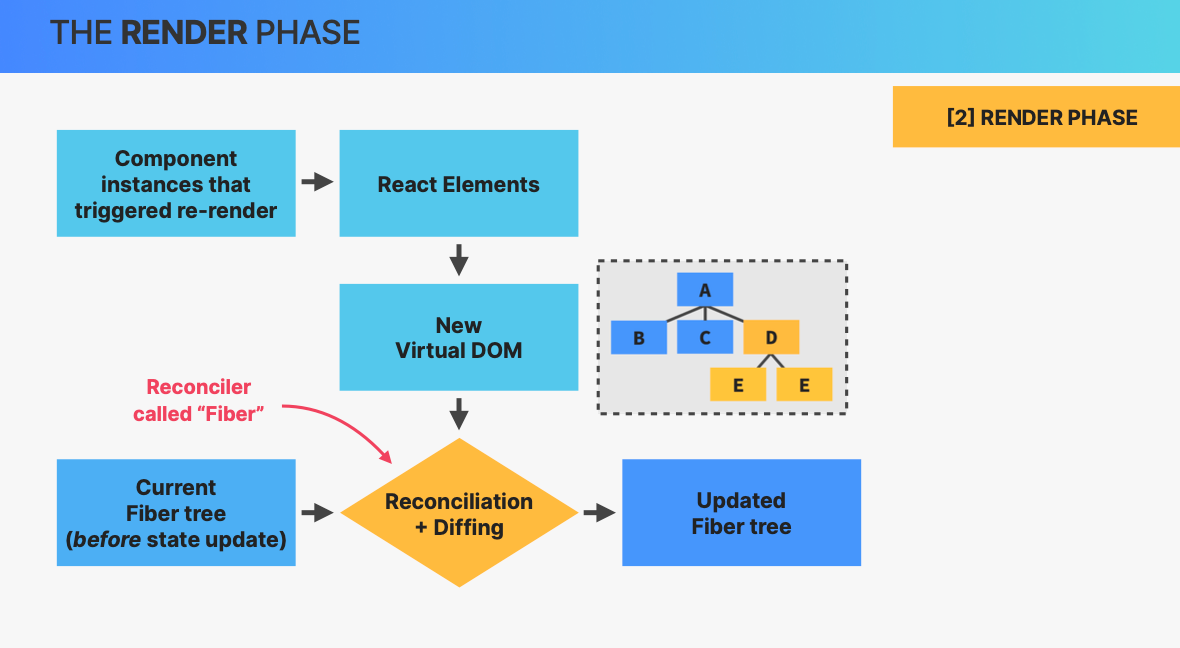 THE RENDER PHASE
[2] RENDER PHASE
Component
instances that
triggered re-render
React Elements
New
Virtual DOM
A
B
C
D
E
E
Reconciler
called “Fiber”
Current
Fiber tree
(before state update)
Reconciliation
+ Diffing
Updated
Fiber tree